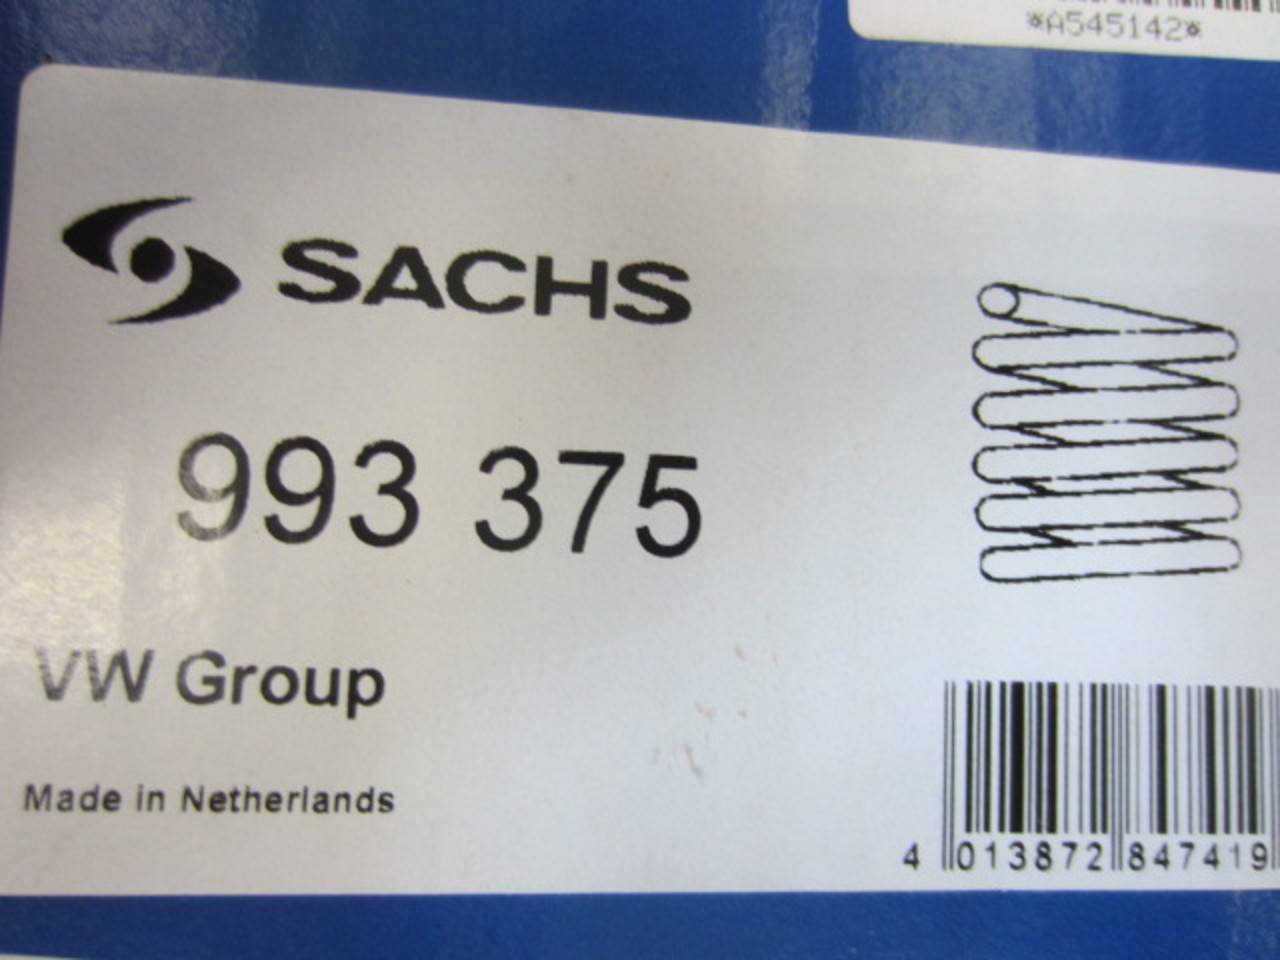 *A545142*
SACHS
993 375
VW Group
Made in Netherlands
4 013872 847419